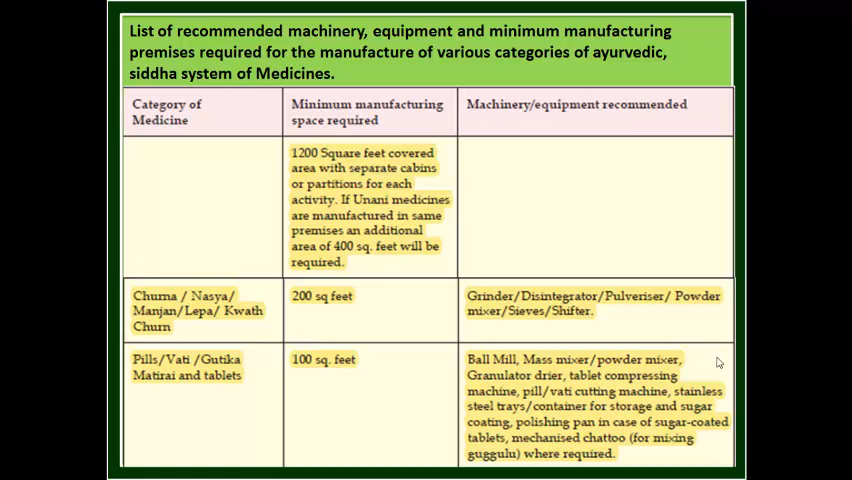 List of recommended machinery, equipment and minimum manufacturing
premises required for the manufacture of various categories of ayurvedic,
siddha system of Medicines.
Category of
Medicine
Minimum manufacturing
space required
Machinery/equipment recommended
1200 Square feet covered
area with separate cabins
or partitions for each
activity. If Unani medicines
are manufactured in same
premises an additional
area of 400 sq. feet will be
required.
Churna / Nasya/
Manjan/Lepa/ Kwath
Churn
200 sq feet
Grinder/Disintegrator/Pulveriser/ Powder
mixer/Sieves/Shifter.
Pills/Vati /Gutika
Matirai and tablets
100 sq. feet
Ball Mill, Mass mixer/powder mixer,
Granulator drier, tablet compressing
machine, pill/vati cutting machine, stainless
steel trays/container for storage and sugar
coating, polishing pan in case of sugar-coated
tablets, mechanised chattoo (for mixing
guggulu) where required.